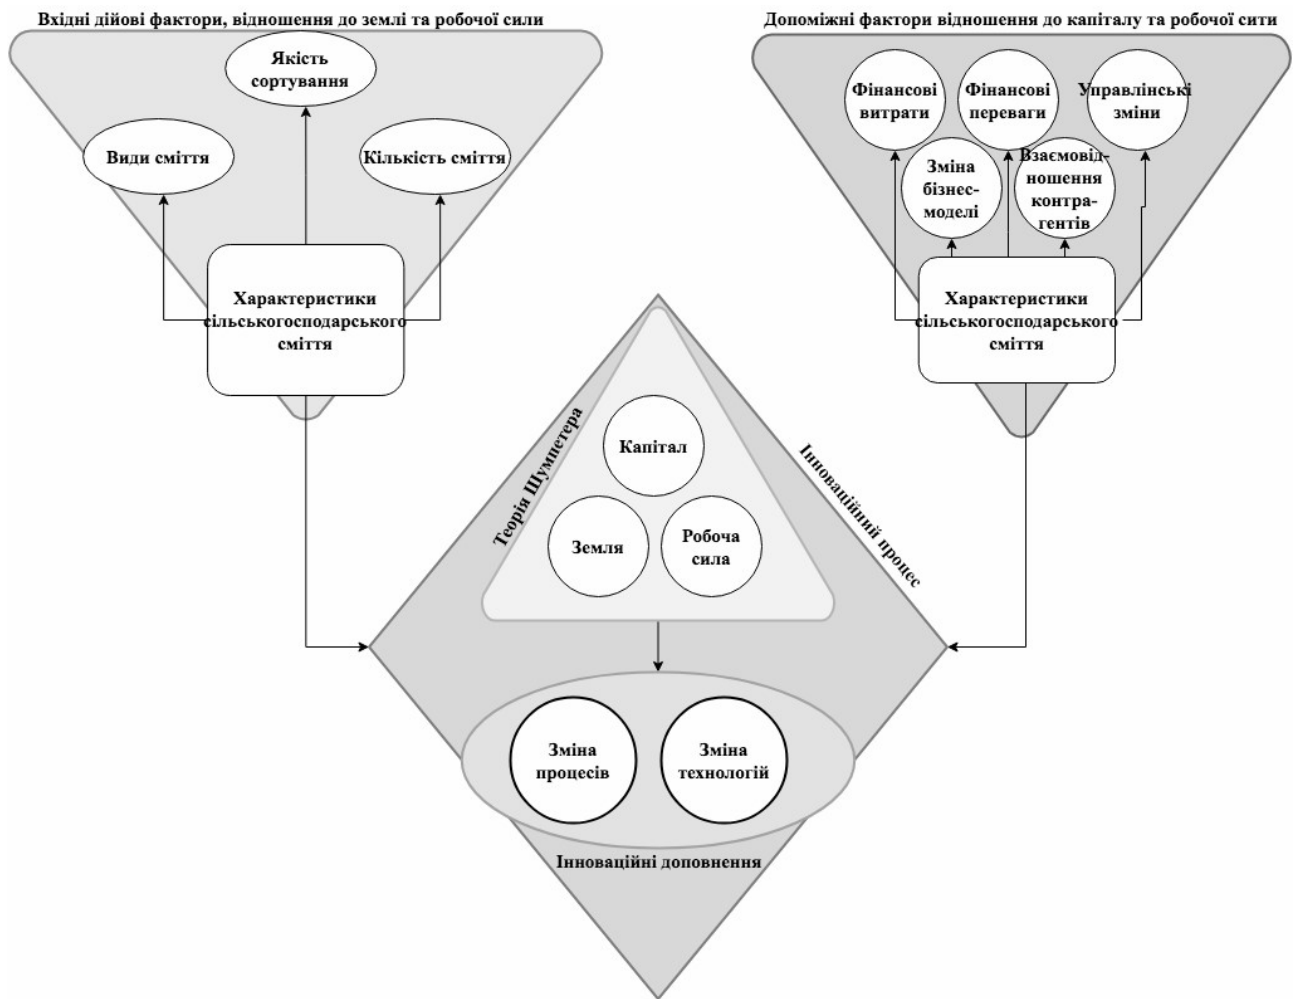 Вхідні дійові фактори, відношення до землі та робочої сили
Якість
сортування
Види сміття
Кількість сміття
Характеристики
сільськогосподарського
сміття
Допоміжні фактори відношення до капіталу та робочої сити
Фінансові
витрати
Фінансові
переваги
Управлінські
зміни
Зміна
бізнес-
моделі
Взаємовід-
ношення
контра-
гентів
Характеристики
сільськогосподарського
сміття
Теорія Шумпетера
Інноваційний процес
Капітал
Земля
Робоча
сила
Зміна
процесів
Зміна
технологій
Інноваційні доповнення